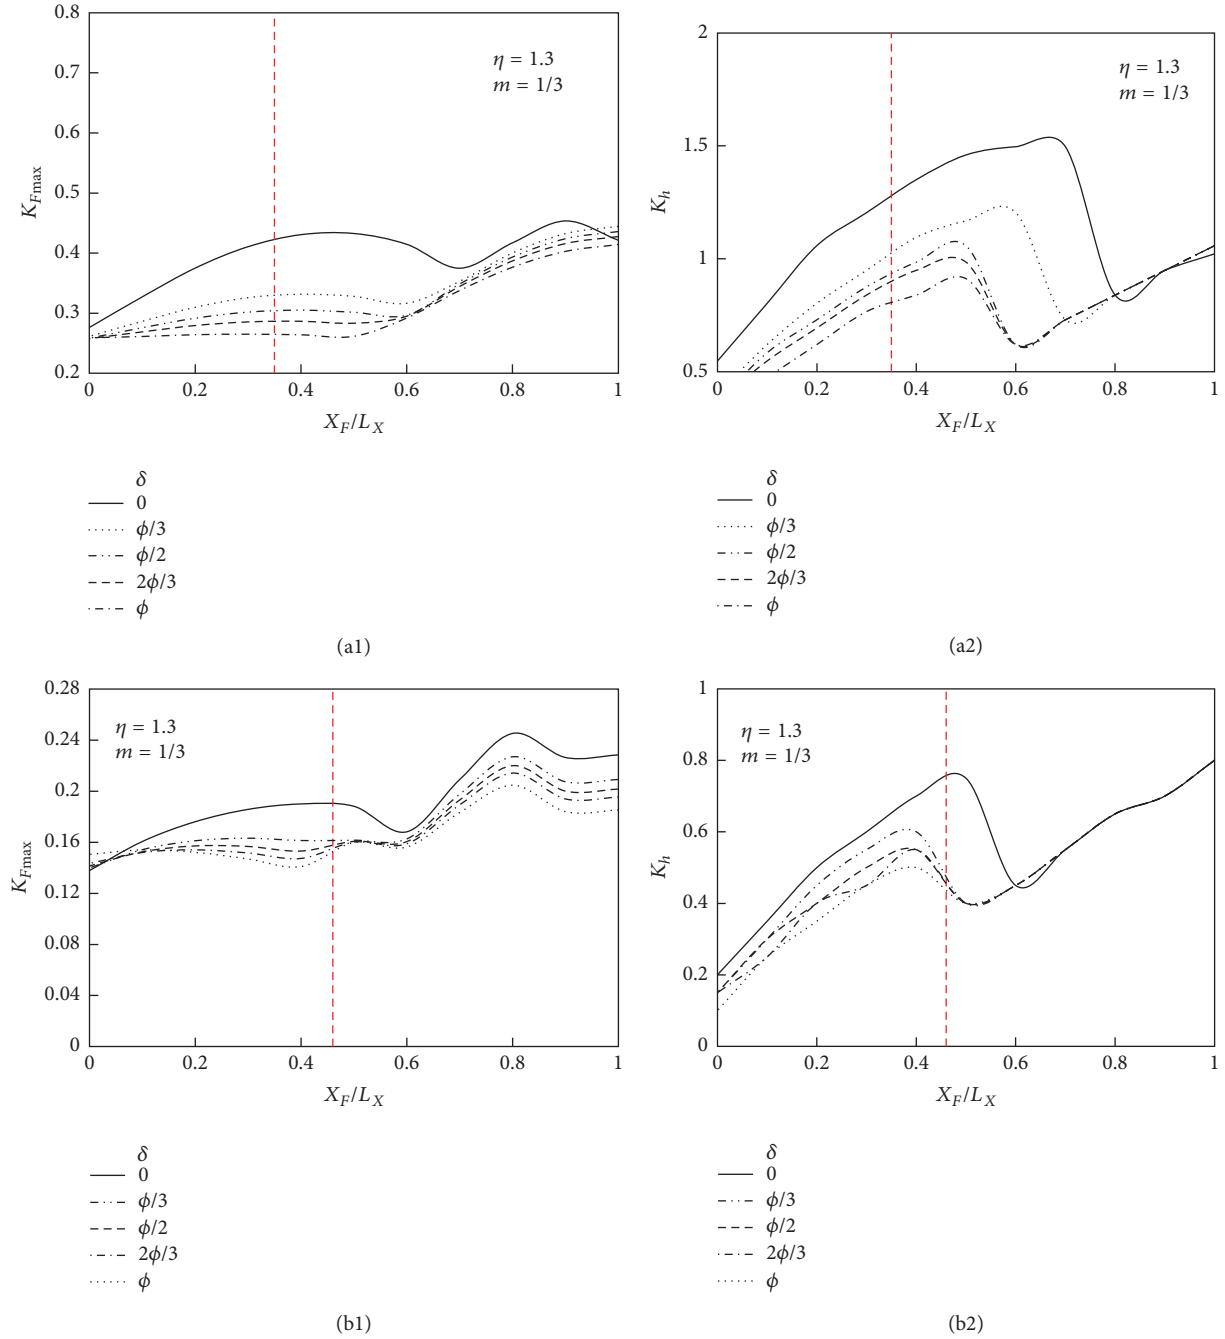 0.8
0.7
0.6
0.5
0.4
0.3
0.2
K_Fmax
η = 1.3
m = 1/3
0 0.2 0.4 0.6 0.8 1
X_F/L_X
δ
0
ϕ/3
ϕ/2
2ϕ/3
ϕ
(a1)
2
1.5
1
0.5
K_h
η = 1.3
m = 1/3
0 0.2 0.4 0.6 0.8 1
X_F/L_X
δ
0
ϕ/3
ϕ/2
2ϕ/3
ϕ
(a2)
0.28
0.24
0.2
0.16
0.12
0.08
0.04
0
K_Fmax
η = 1.3
m = 1/3
0 0.2 0.4 0.6 0.8 1
X_F/L_X
δ
0
ϕ/3
ϕ/2
2ϕ/3
ϕ
(b1)
1
0.8
0.6
0.4
0.2
0
K_h
η = 1.3
m = 1/3
0 0.2 0.4 0.6 0.8 1
X_F/L_X
δ
0
ϕ/3
ϕ/2
2ϕ/3
ϕ
(b2)